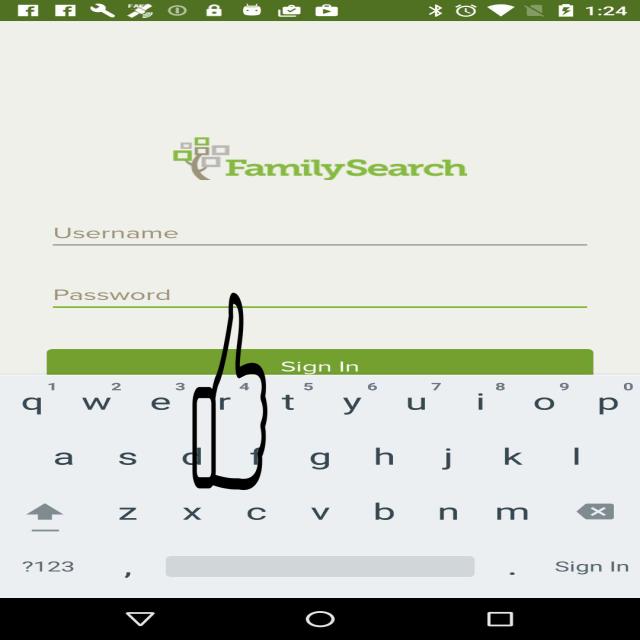 1:24
FamilySearch
Username
Password
Sign In
1 2 3 4 5 6 7 8 9 0
q w e r t y u i o p
a s d f g h j k l
z x c v b n m
?123 , . Sign In